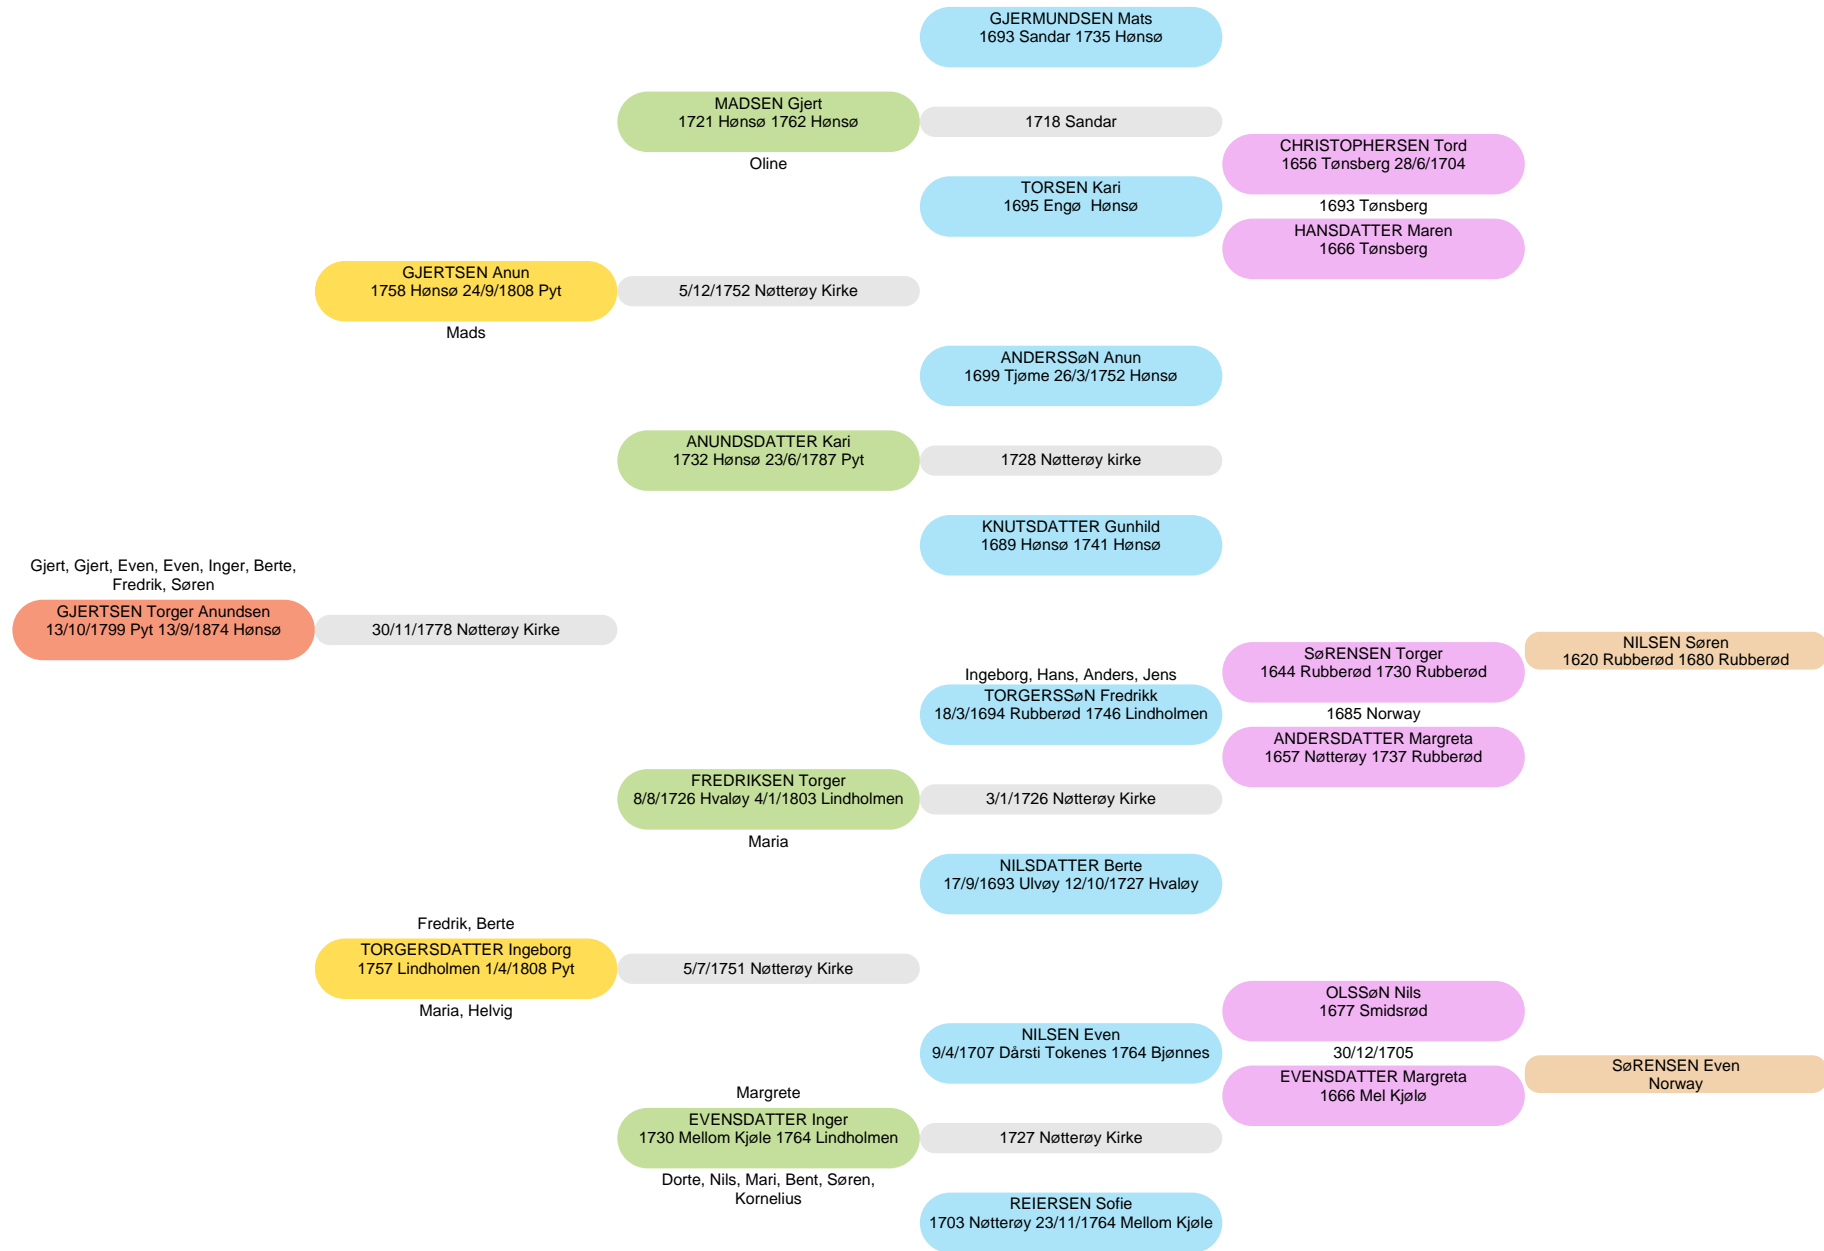 GJERMUNDSEN Mats
1693 Sandar 1735 Hønsø
MADSEN Gjert
1721 Hønsø 1762 Hønsø
Oline
1718 Sandar
CHRISTOPHERSEN Tord
1656 Tønsberg 28/6/1704
TORSEN Kari
1695 Engø  Hønsø
1693 Tønsberg
HANSDATTER Maren
1666 Tønsberg
GJERTSEN Anun
1758 Hønsø 24/9/1808 Pyt
Mads
5/12/1752 Nøtterøy Kirke
ANDERSSøN Anun
1699 Tjøme 26/3/1752 Hønsø
ANUNDSDATTER Kari
1732 Hønsø 23/6/1787 Pyt
1728 Nøtterøy kirke
KNUTSDATTER Gunhild
1689 Hønsø 1741 Hønsø
Gjert, Gjert, Even, Even, Inger, Berte,
Fredrik, Søren
GJERTSEN Torger Anundsen
13/10/1799 Pyt 13/9/1874 Hønsø
30/11/1778 Nøtterøy Kirke
Ingeborg, Hans, Anders, Jens
TORGERSSøN Fredrikk
18/3/1694 Rubberød 1746 Lindholmen
SøRENSEN Torger
1644 Rubberød 1730 Rubberød
NILSEN Søren
1620 Rubberød 1680 Rubberød
1685 Norway
ANDERSDATTER Margreta
1657 Nøtterøy 1737 Rubberød
FREDRIKSEN Torger
8/8/1726 Hvaløy 4/1/1803 Lindholmen
Maria
3/1/1726 Nøtterøy Kirke
NILSDATTER Berte
17/9/1693 Ulvøy 12/10/1727 Hvaløy
Fredrik, Berte
TORGERSDATTER Ingeborg
1757 Lindholmen 1/4/1808 Pyt
Maria, Helvig
5/7/1751 Nøtterøy Kirke
OLSSøN Nils
1677 Smidsrød
NILSEN Even
9/4/1707 Dårsti Tokenes 1764 Bjønnes
30/12/1705
EVENSDATTER Margreta
1666 Mel Kjølø
SøRENSEN Even
Norway
Margrete
EVENSDATTER Inger
1730 Mellom Kjøle 1764 Lindholmen
Dorte, Nils, Mari, Bent, Søren,
Kornelius
1727 Nøtterøy Kirke
REIERSEN Sofie
1703 Nøtterøy 23/11/1764 Mellom Kjøle